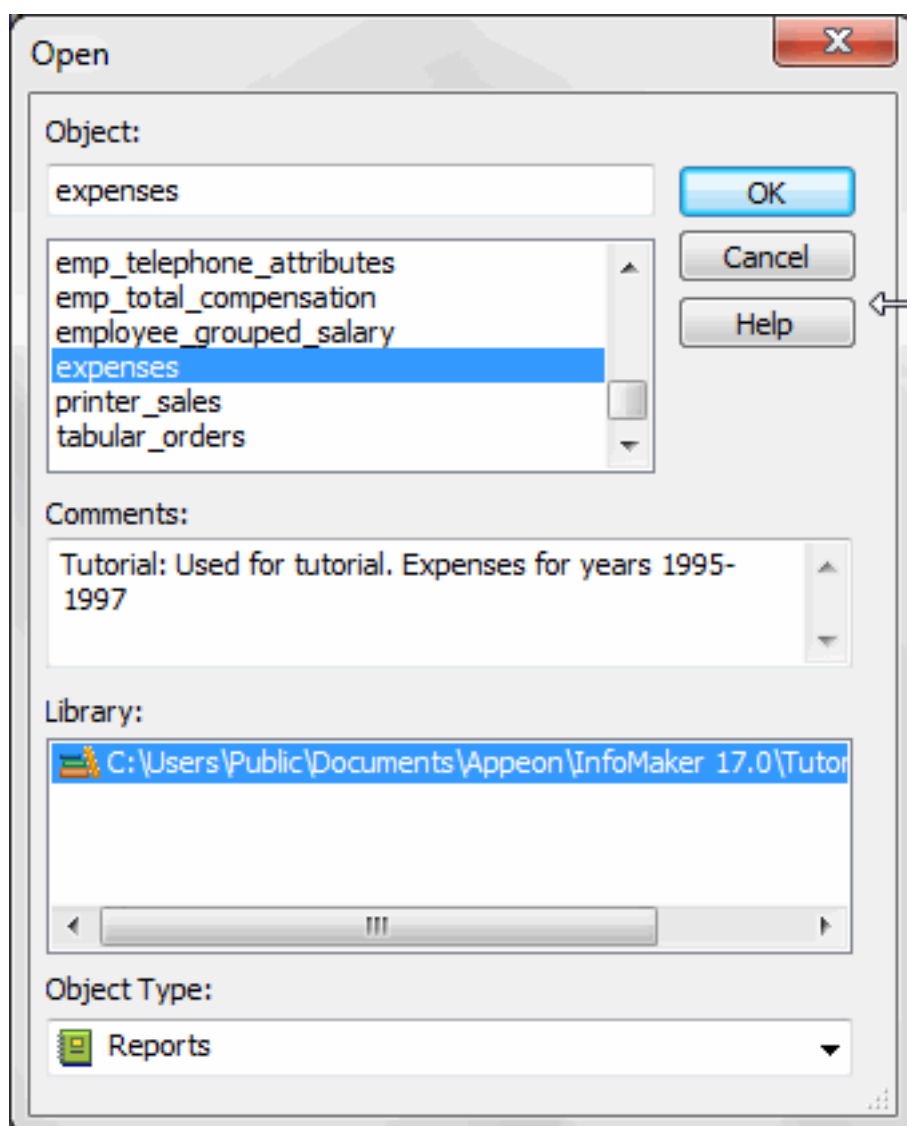 Open
Object:
expenses
OK
emp_telephone_attributes
emp_total_compensation
employee_grouped_salary
expenses
printer_sales
tabular_orders
Cancel
Help
Comments:
Tutorial: Used for tutorial. Expenses for years 1995-
1997
Library:
C:\Users\Public\Documents\Appeon\InfoMaker 17.0\Tutor
Object Type:
Reports